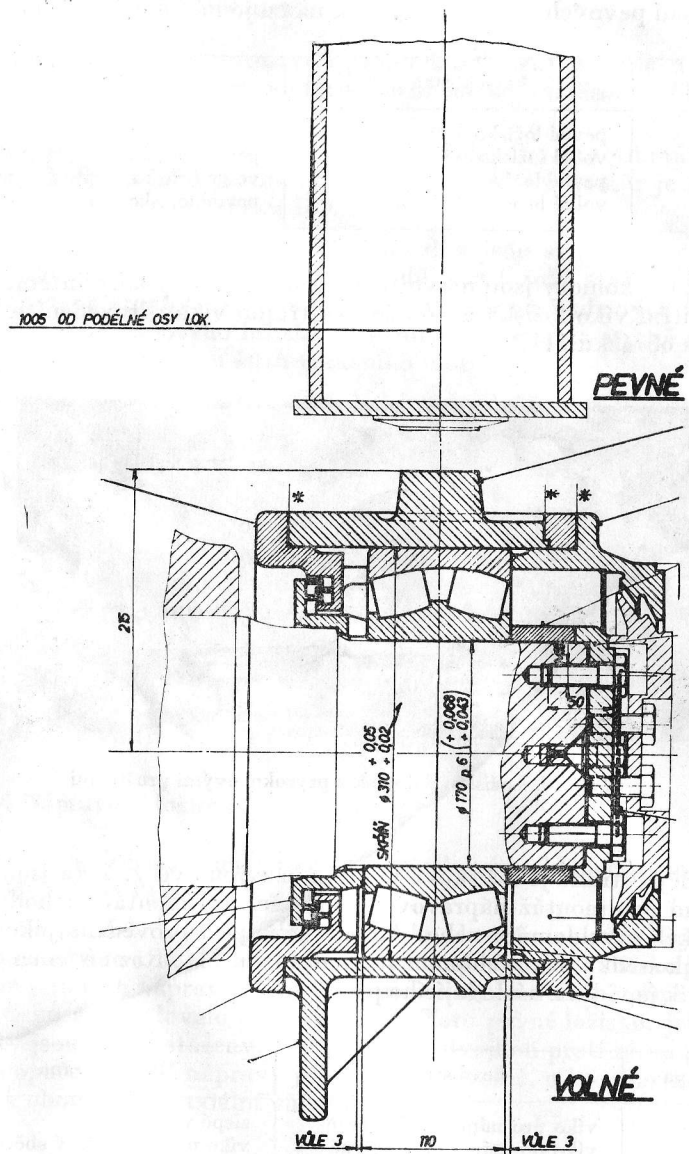 1005 OD PODÉLNÉ OSY LOK.
PEVNÉ
* * *
215
50
SKŘÍŇ ø 310 + 0,05 + 0,02
ø 170 p 6 ( + 0,068 + 0,043 )
VOLNÉ
VŮLE 3 110 VŮLE 3